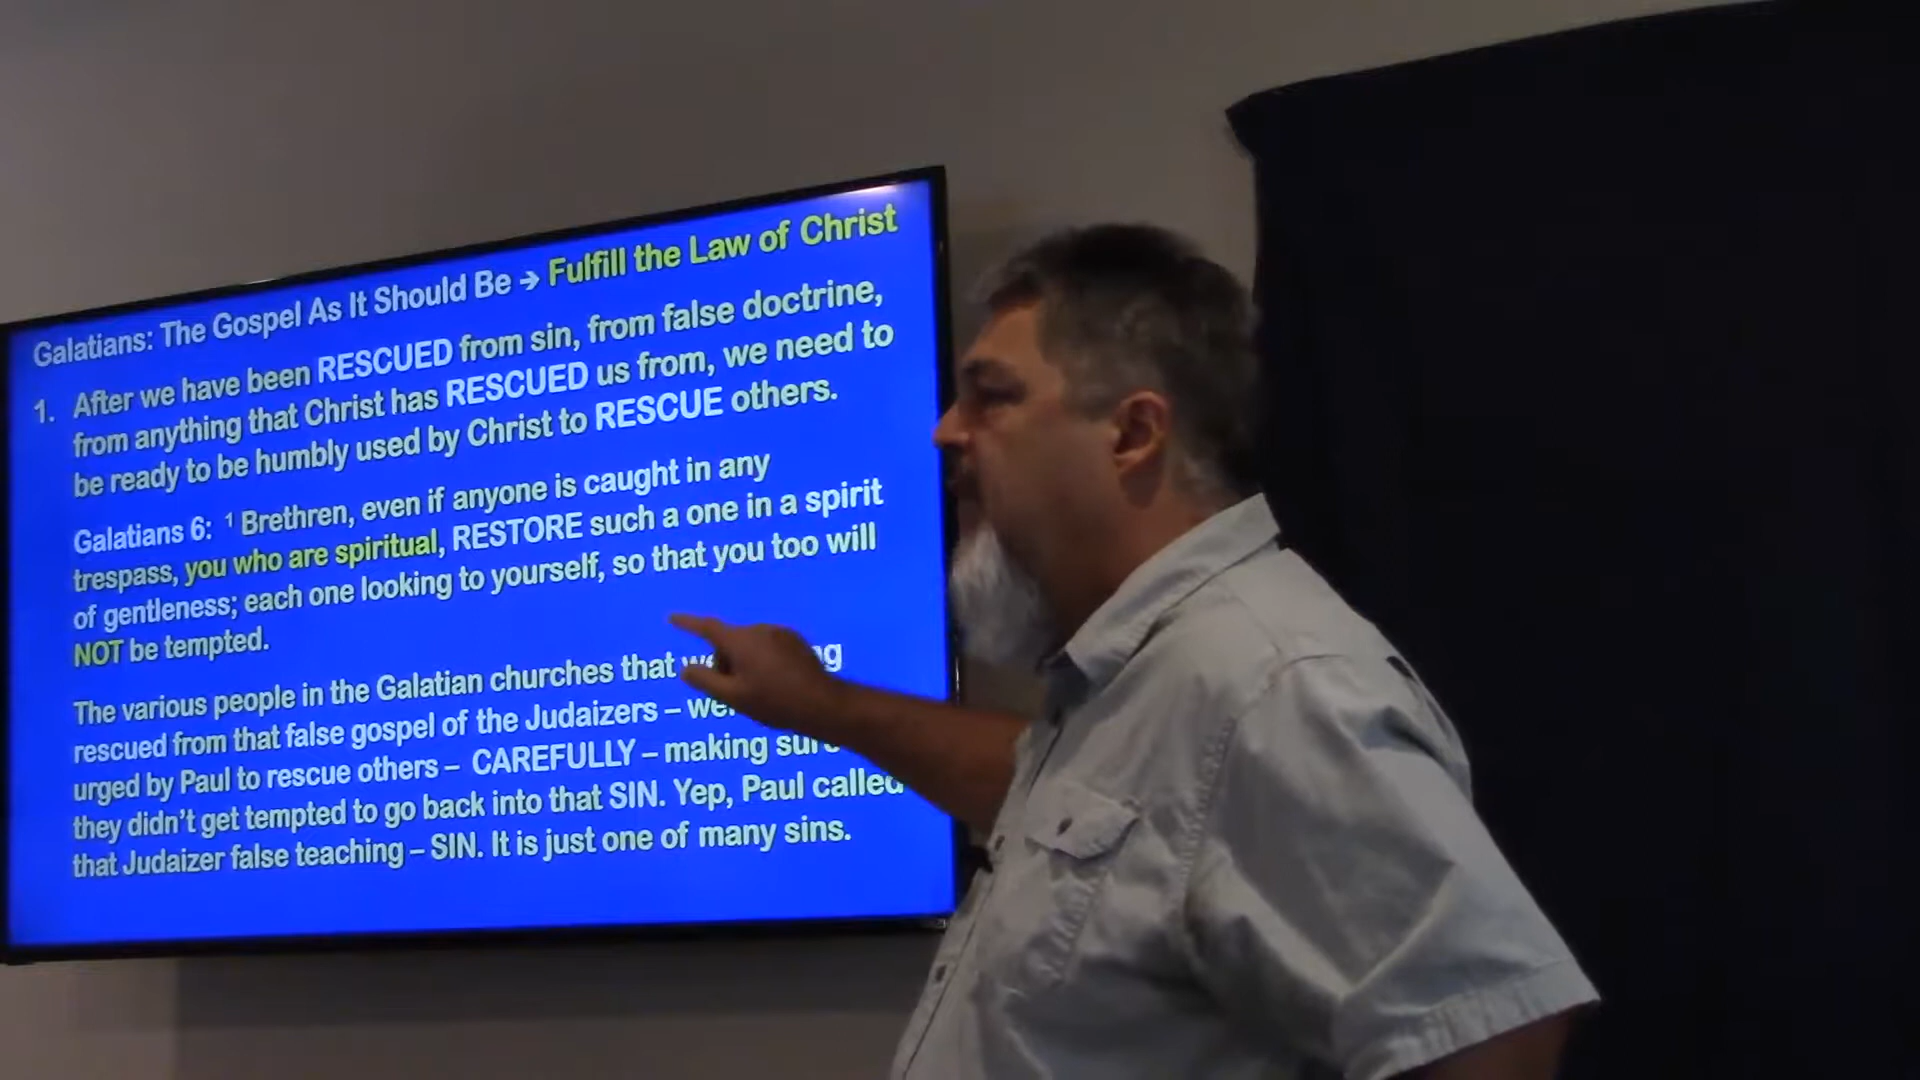 Galatians: The Gospel As It Should Be ➔ Fulfill the Law of Christ
1. After we have been RESCUED from sin, from false doctrine,
from anything that Christ has RESCUED us from, we need to
be ready to be humbly used by Christ to RESCUE others.
Galatians 6: 1 Brethren, even if anyone is caught in any
trespass, you who are spiritual, RESTORE such a one in a spirit
of gentleness; each one looking to yourself, so that you too will
NOT be tempted.
The various people in the Galatian churches that
rescued from that false gospel of the Judaizers –
urged by Paul to rescue others – CAREFULLY – making sure
they didn't get tempted to go back into that SIN. Yep, Paul called
that Judaizer false teaching – SIN. It is just one of many sins.